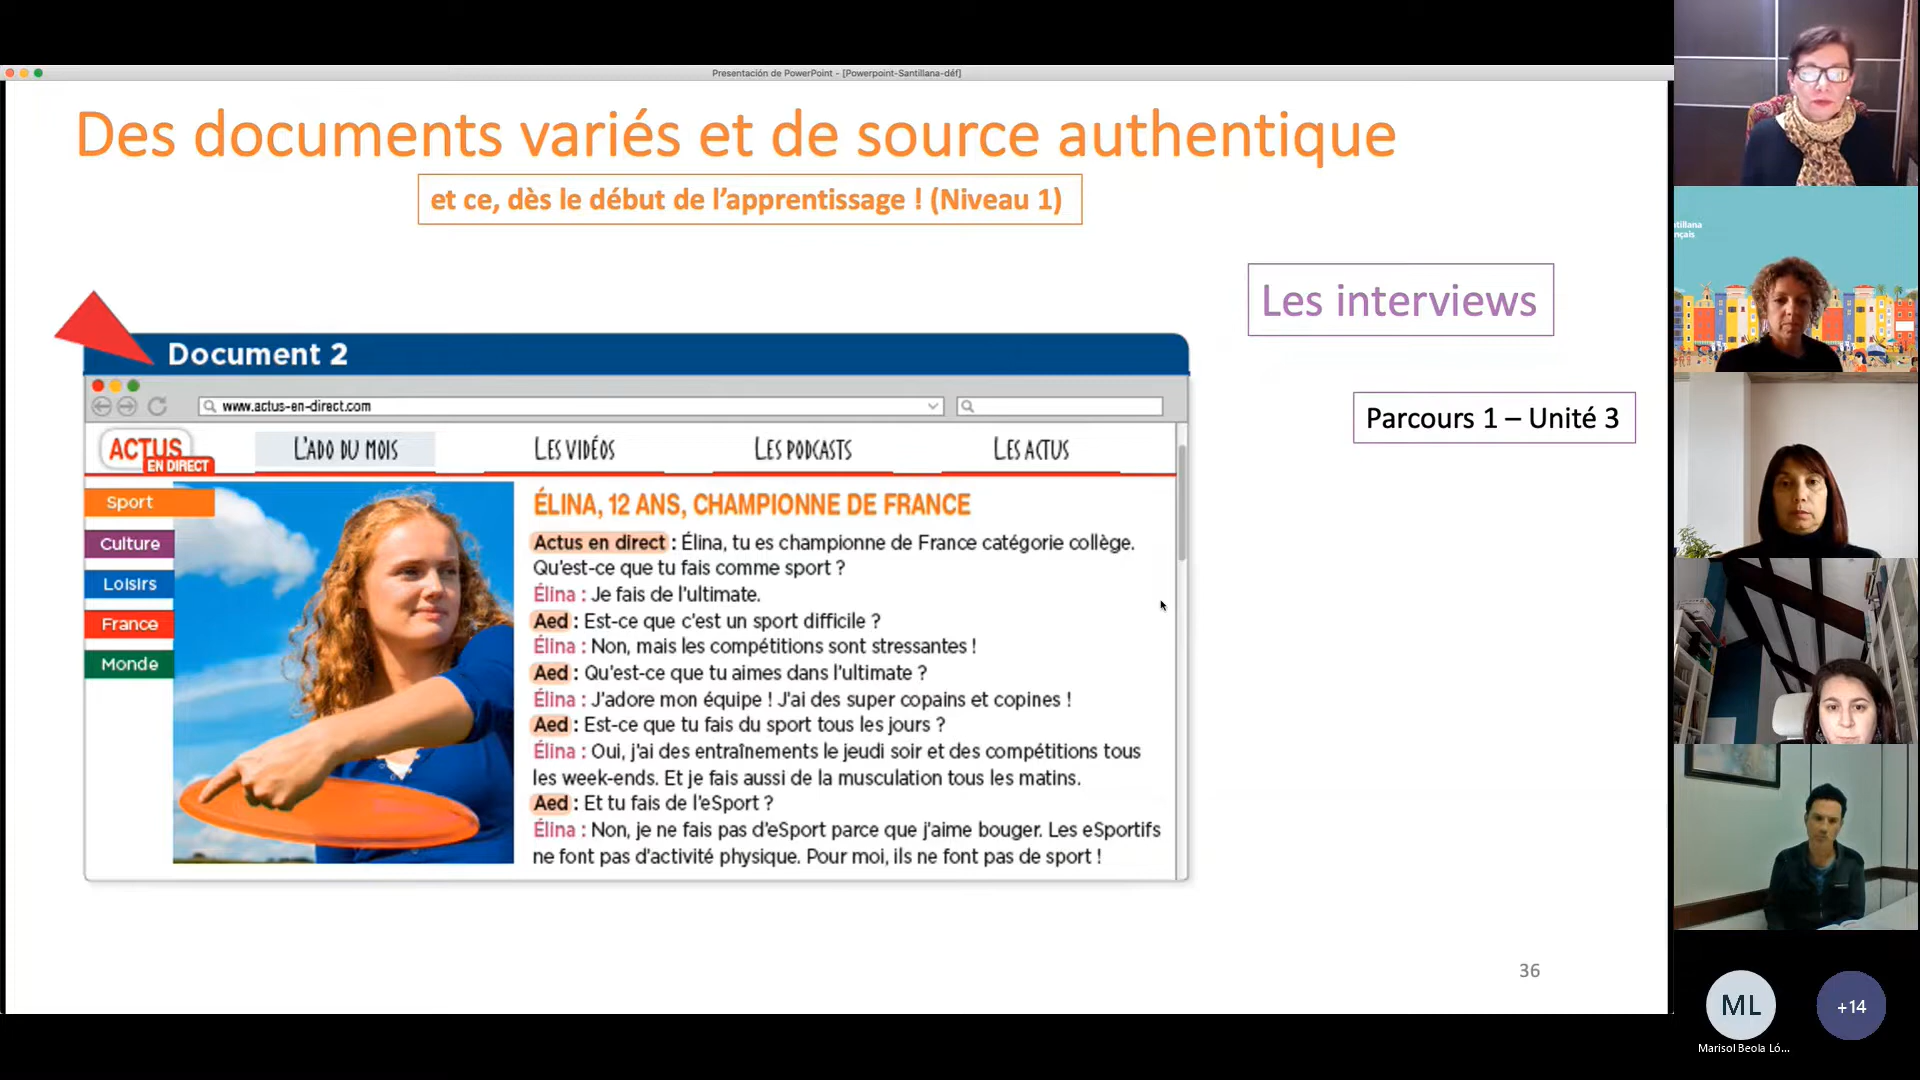 Presentación de PowerPoint - [Powerpoint-Santillana-déf]
Des documents variés et de source authentique
et ce, dès le début de l'apprentissage ! (Niveau 1)
Les interviews
Parcours 1 – Unité 3
Document 2
www.actus-en-direct.com
ACTUS
EN DIRECT
L'ADO DU MOIS
LES VIDÉOS
LES PODCASTS
LES ACTUS
Sport
Culture
Loisirs
France
Monde
ÉLINA, 12 ANS, CHAMPIONNE DE FRANCE
Actus en direct : Élina, tu es championne de France catégorie collège.
Qu'est-ce que tu fais comme sport ?
Élina : Je fais de l'ultimate.
Aed : Est-ce que c'est un sport difficile ?
Élina : Non, mais les compétitions sont stressantes !
Aed : Qu'est-ce que tu aimes dans l'ultimate ?
Élina : J'adore mon équipe ! J'ai des super copains et copines !
Aed : Est-ce que tu fais du sport tous les jours ?
Élina : Oui, j'ai des entraînements le jeudi soir et des compétitions tous
les week-ends. Et je fais aussi de la musculation tous les matins.
Aed : Et tu fais de l'eSport ?
Élina : Non, je ne fais pas d'eSport parce que j'aime bouger. Les eSportifs
ne font pas d'activité physique. Pour moi, ils ne font pas de sport !
36
tillana
nçais
ML
+14
Marisol Beola Ló...